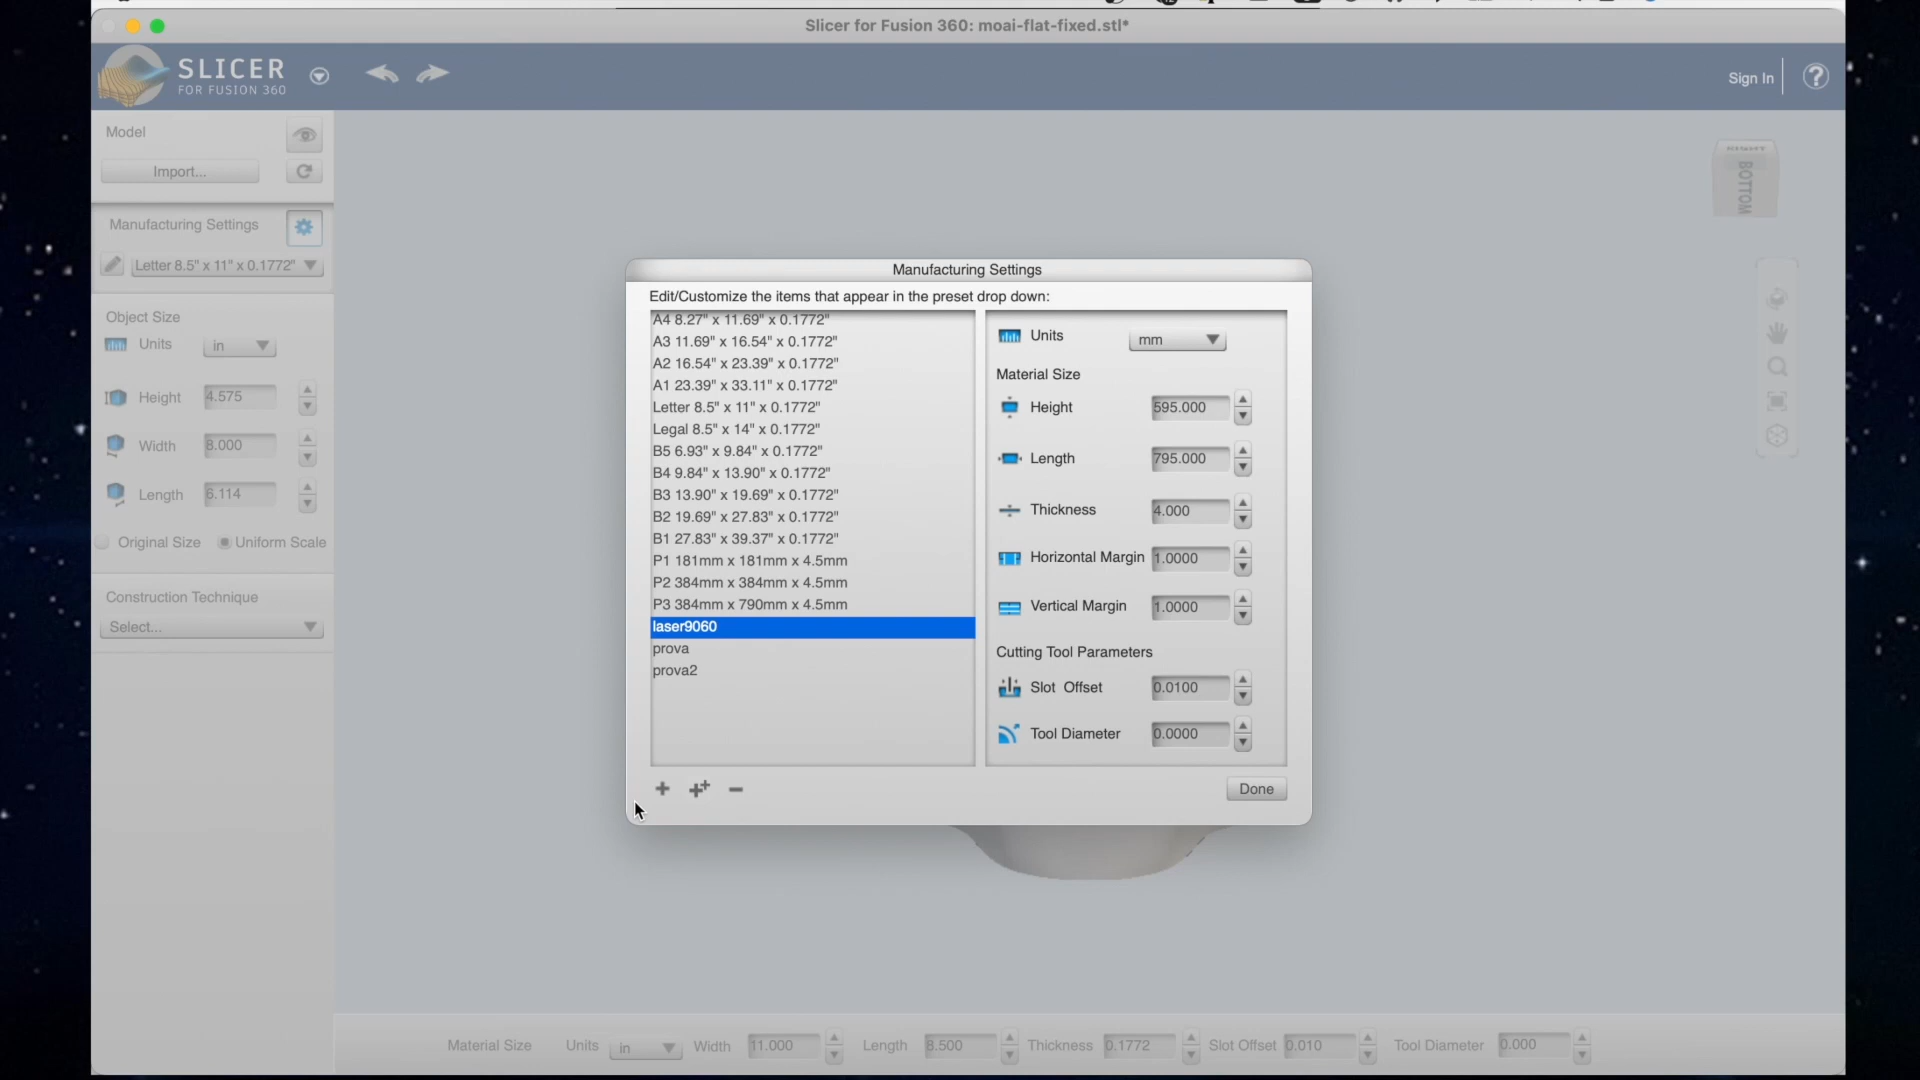 Slicer for Fusion 360: moai-flat-fixed.stl*
SLICER
FOR FUSION 360
Sign In
?
Model
Import...
Manufacturing Settings
Letter 8.5" x 11" x 0.1772"
Object Size
Units in
Height 4.575
Width 8.000
Length 6.114
Original Size Uniform Scale
Construction Technique
Select...
RIGHT
BOTTOM
Manufacturing Settings
Edit/Customize the items that appear in the preset drop down:
A4 8.27" x 11.69" x 0.1772"
A3 11.69" x 16.54" x 0.1772"
A2 16.54" x 23.39" x 0.1772"
A1 23.39" x 33.11" x 0.1772"
Letter 8.5" x 11" x 0.1772"
Legal 8.5" x 14" x 0.1772"
B5 6.93" x 9.84" x 0.1772"
B4 9.84" x 13.90" x 0.1772"
B3 13.90" x 19.69" x 0.1772"
B2 19.69" x 27.83" x 0.1772"
B1 27.83" x 39.37" x 0.1772"
P1 181mm x 181mm x 4.5mm
P2 384mm x 384mm x 4.5mm
P3 384mm x 790mm x 4.5mm
laser9060
prova
prova2
Units mm
Material Size
Height 595.000
Length 795.000
Thickness 4.000
Horizontal Margin 1.0000
Vertical Margin 1.0000
Cutting Tool Parameters
Slot Offset 0.0100
Tool Diameter 0.0000
Done
Material Size Units in Width 11.000 Length 8.500 Thickness 0.1772 Slot Offset 0.010 Tool Diameter 0.000